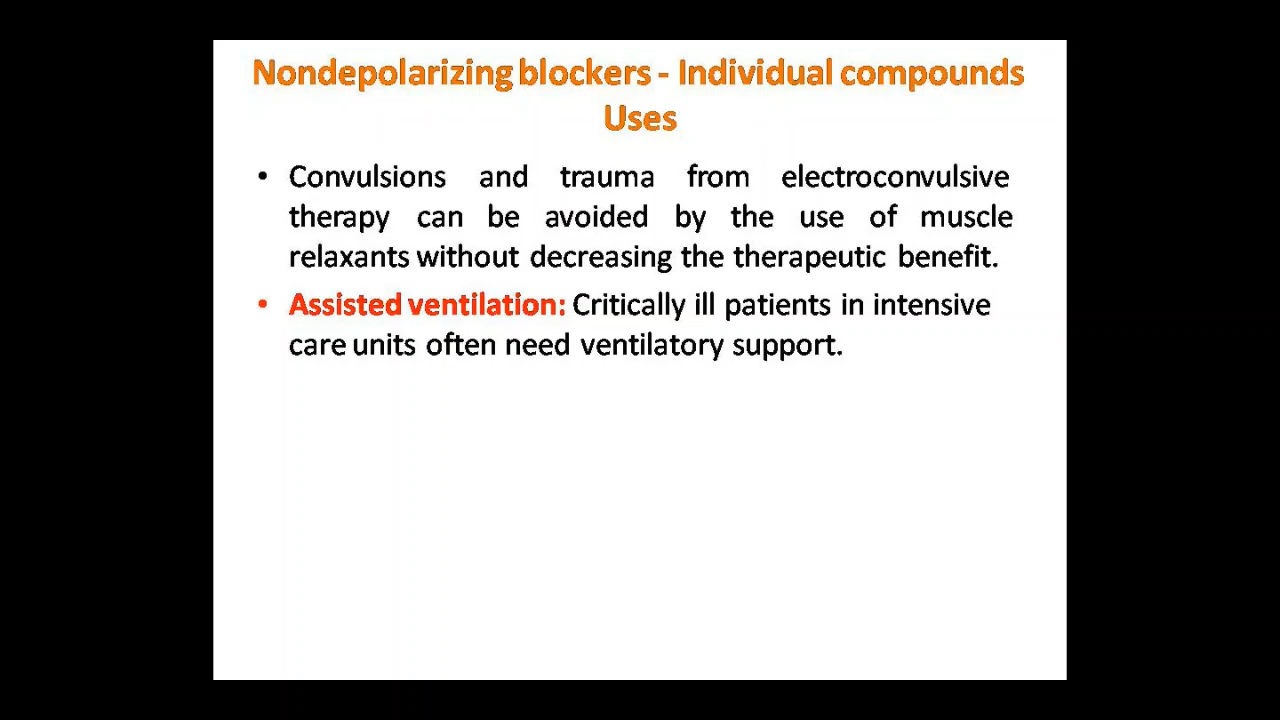 Nondepolarizing blockers - Individual compounds
Uses
• Convulsions and trauma from electroconvulsive
therapy can be avoided by the use of muscle
relaxants without decreasing the therapeutic benefit.
• Assisted ventilation: Critically ill patients in intensive
care units often need ventilatory support.